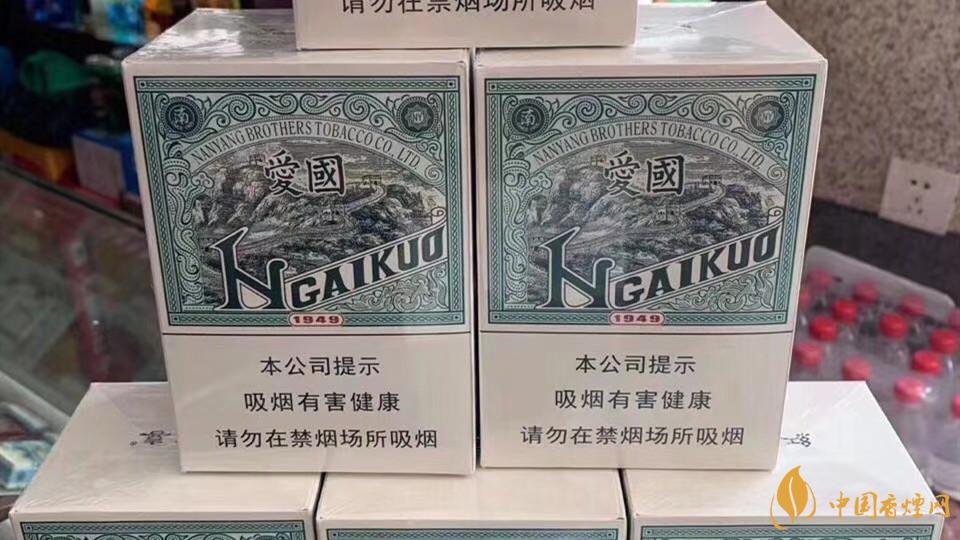 请勿在禁烟场所吸烟
南
NANYANG BROTHERS TOBACCO CO., LTD.
愛國
NGAIKUO
1949
本公司提示
吸烟有害健康
请勿在禁烟场所吸烟
南
NANYANG BROTHERS TOBACCO CO., LTD.
愛國
NGAIKUO
1949
本公司提示
吸烟有害健康
请勿在禁烟场所吸烟
中国香烟网